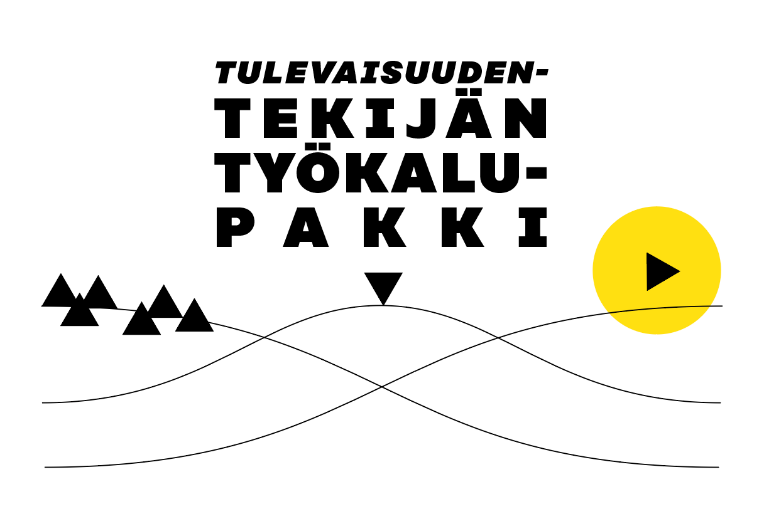 TULEVAISUUDEN-
TEKIJÄN
TYÖKALU-
PAKKI